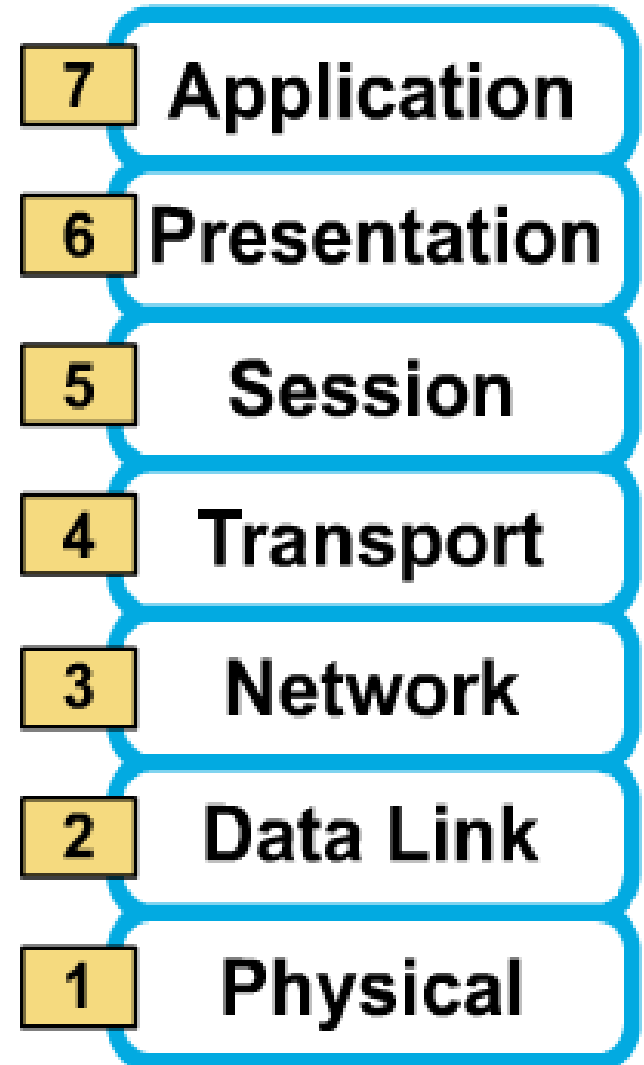 7 Application
6 Presentation
5 Session
4 Transport
3 Network
2 Data Link
1 Physical